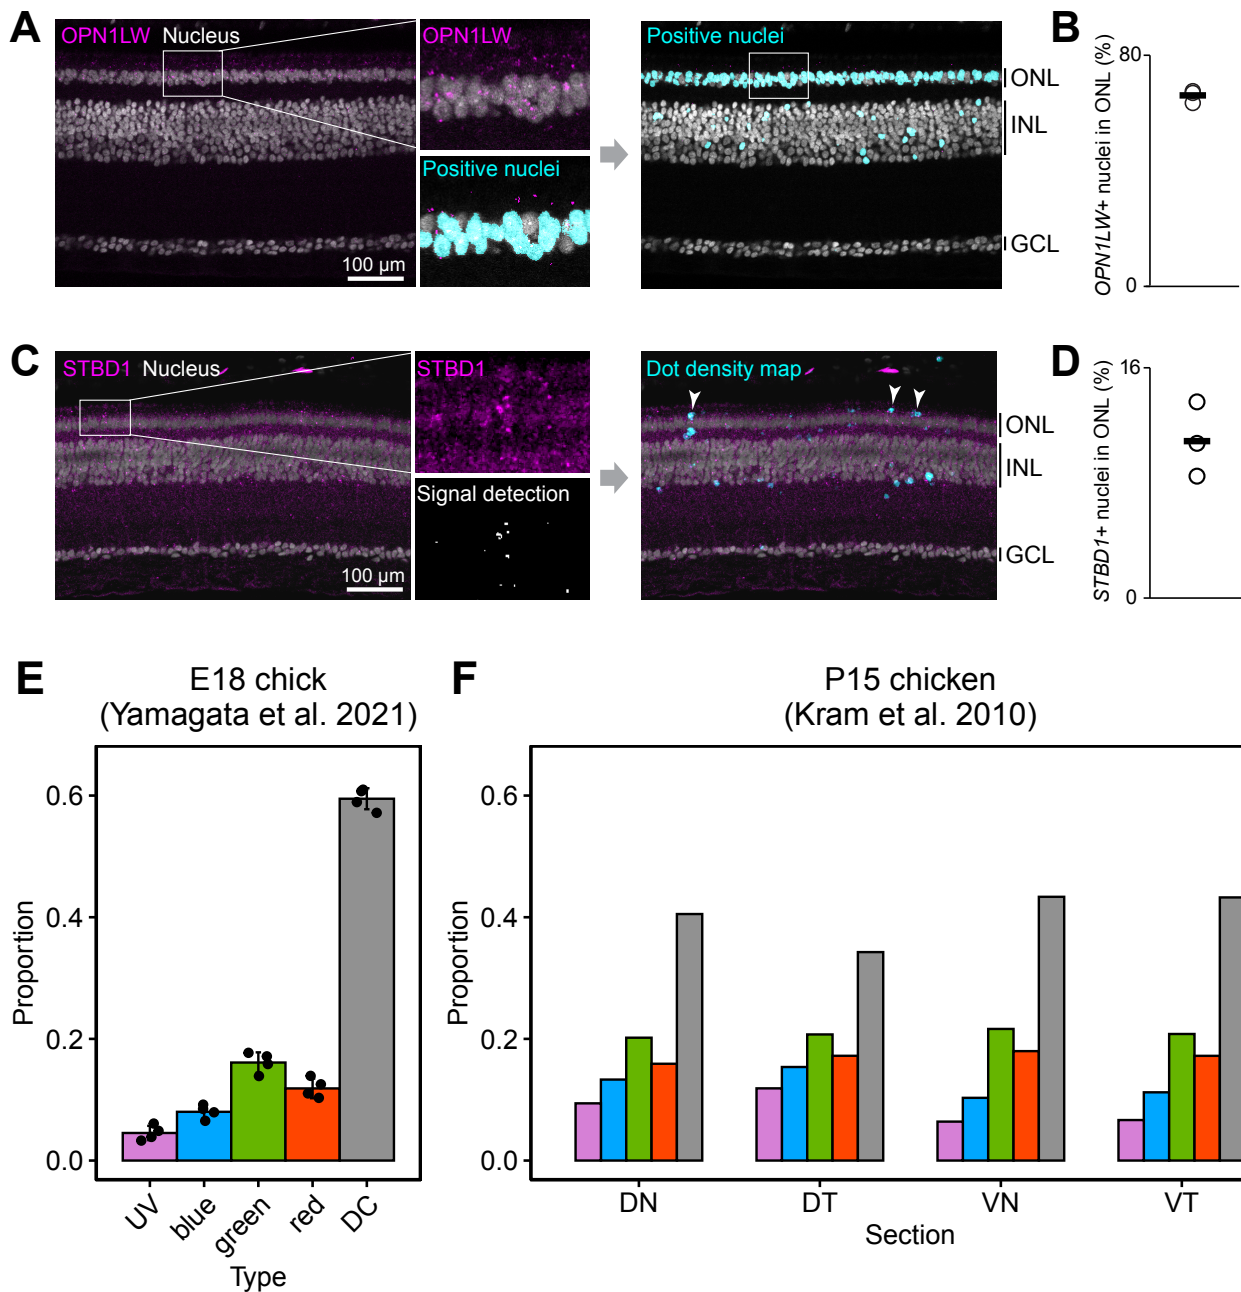 A
OPN1LW Nucleus
OPN1LW
Positive nuclei
100 µm
Positive nuclei
ONL
INL
GCL
B
80
0
OPN1LW+ nuclei in ONL (%)
C
STBD1 Nucleus
STBD1
Signal detection
100 µm
Dot density map
ONL
INL
GCL
D
16
0
STBD1+ nuclei in ONL (%)
E
E18 chick
(Yamagata et al. 2021)
Proportion
0.6
0.4
0.2
0.0
UV
blue
green
red
DC
Type
F
P15 chicken
(Kram et al. 2010)
Proportion
0.6
0.4
0.2
0.0
DN
DT
VN
VT
Section